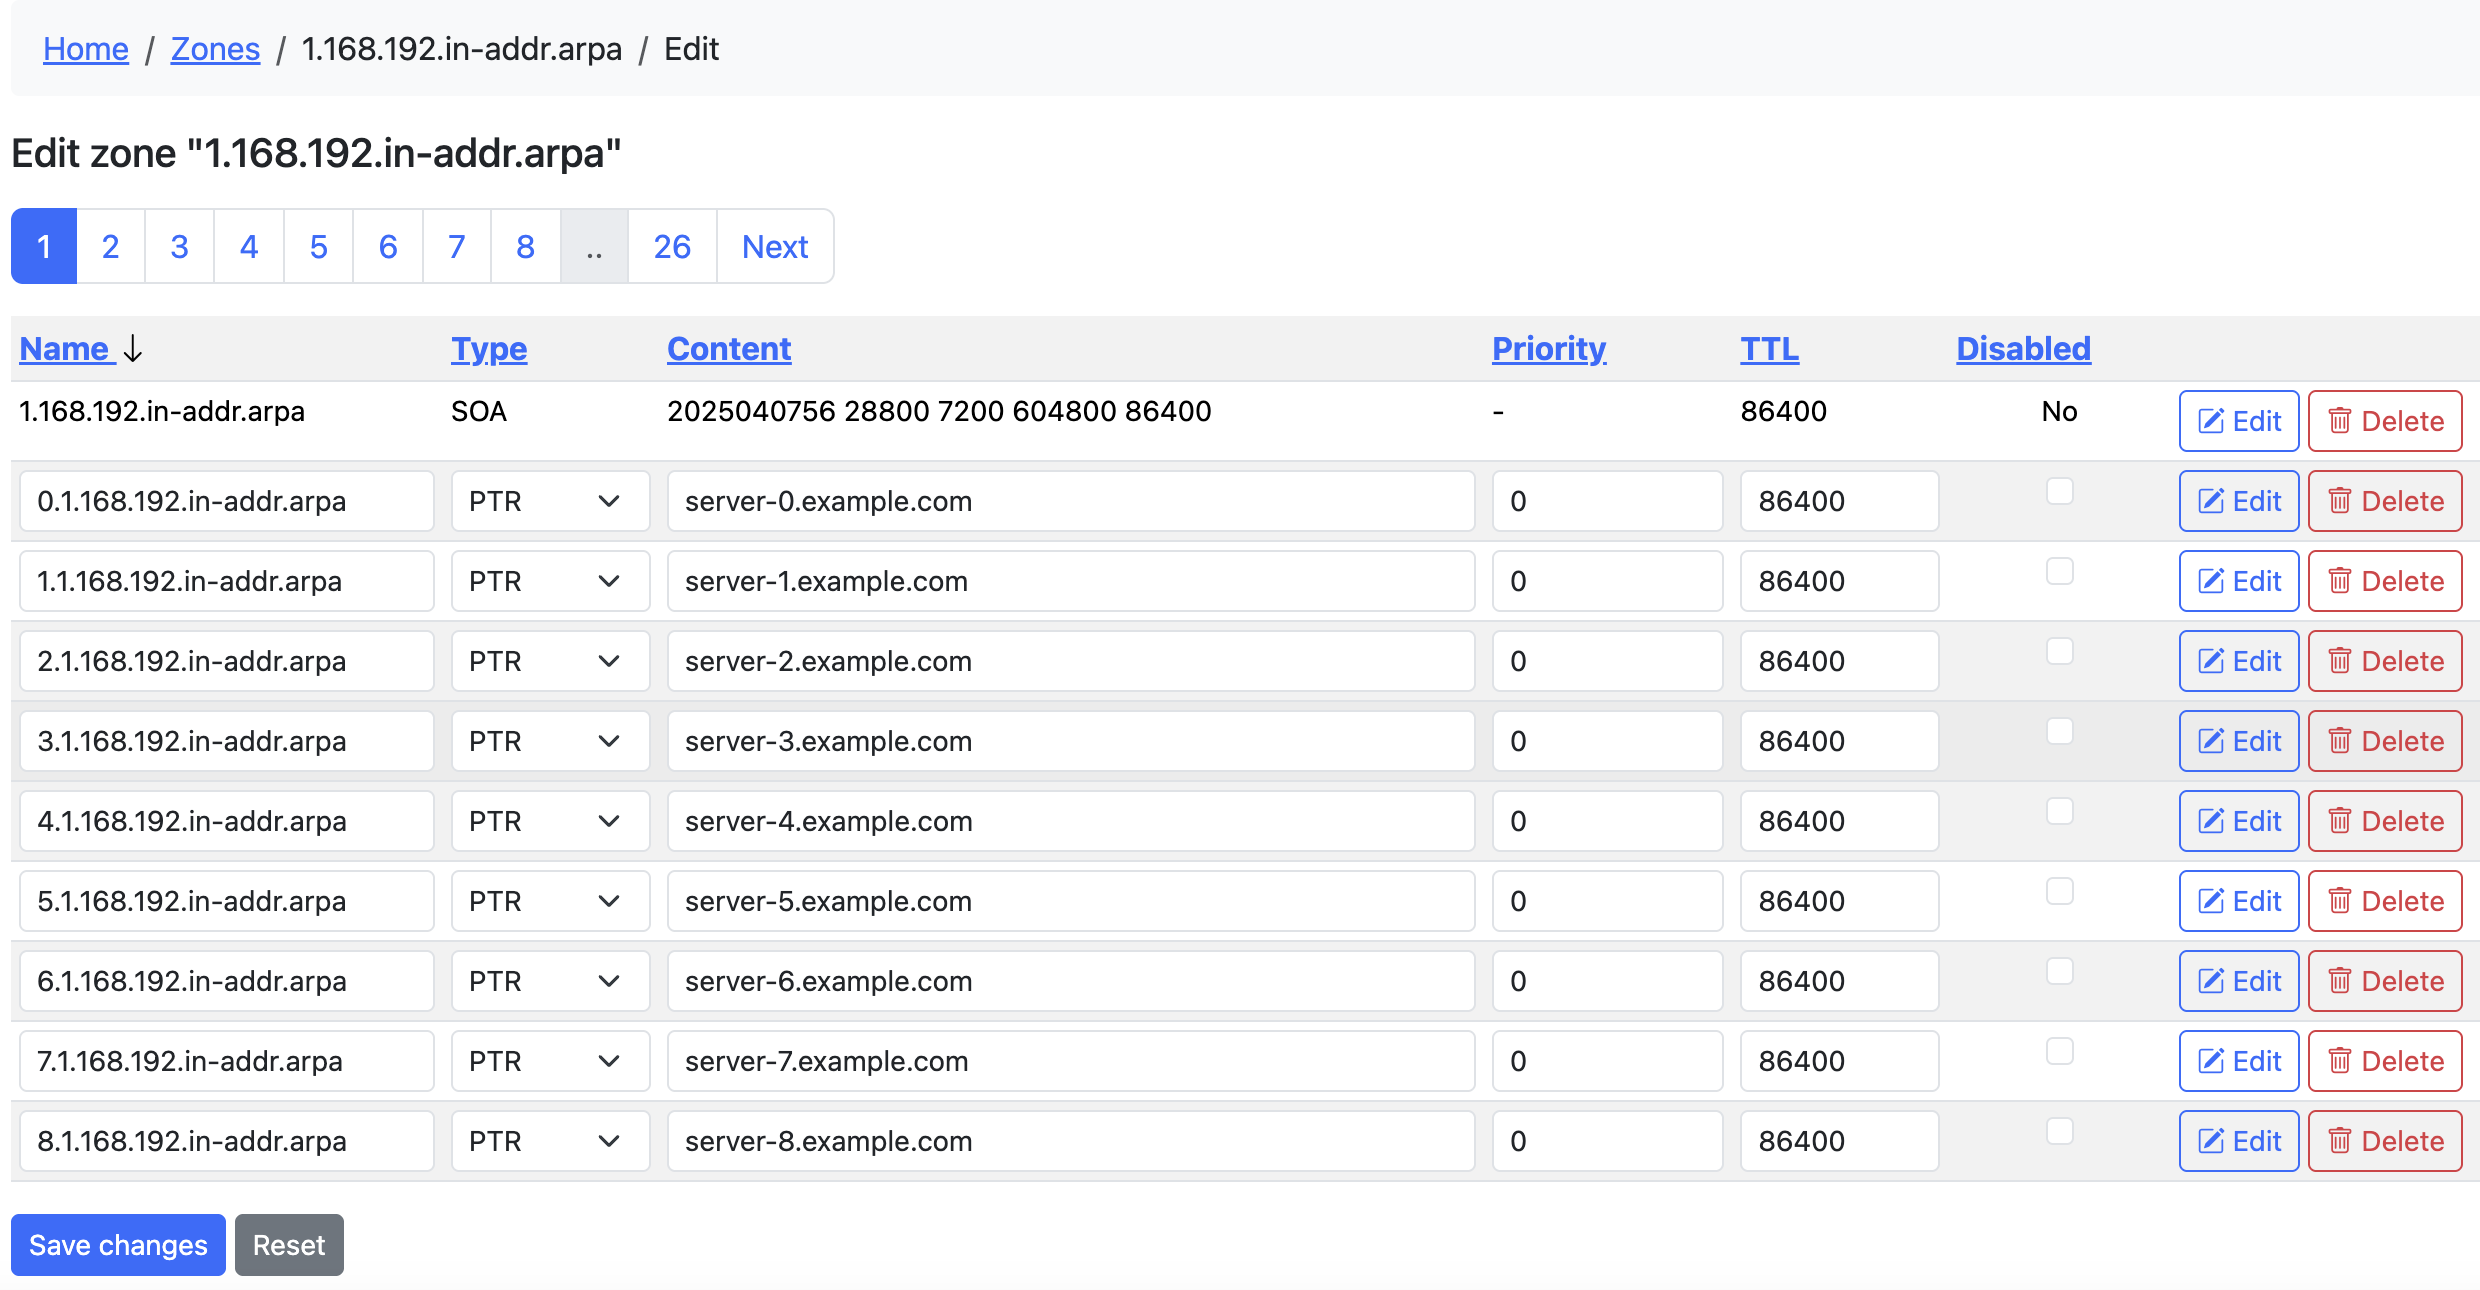 Home / Zones / 1.168.192.in-addr.arpa / Edit
Edit zone "1.168.192.in-addr.arpa"
1 2 3 4 5 6 7 8 .. 26 Next
Name ↓ Type Content Priority TTL Disabled
1.168.192.in-addr.arpa SOA 2025040756 28800 7200 604800 86400 - 86400 No Edit Delete
0.1.168.192.in-addr.arpa PTR server-0.example.com 0 86400 Edit Delete
1.1.168.192.in-addr.arpa PTR server-1.example.com 0 86400 Edit Delete
2.1.168.192.in-addr.arpa PTR server-2.example.com 0 86400 Edit Delete
3.1.168.192.in-addr.arpa PTR server-3.example.com 0 86400 Edit Delete
4.1.168.192.in-addr.arpa PTR server-4.example.com 0 86400 Edit Delete
5.1.168.192.in-addr.arpa PTR server-5.example.com 0 86400 Edit Delete
6.1.168.192.in-addr.arpa PTR server-6.example.com 0 86400 Edit Delete
7.1.168.192.in-addr.arpa PTR server-7.example.com 0 86400 Edit Delete
8.1.168.192.in-addr.arpa PTR server-8.example.com 0 86400 Edit Delete
Save changes Reset